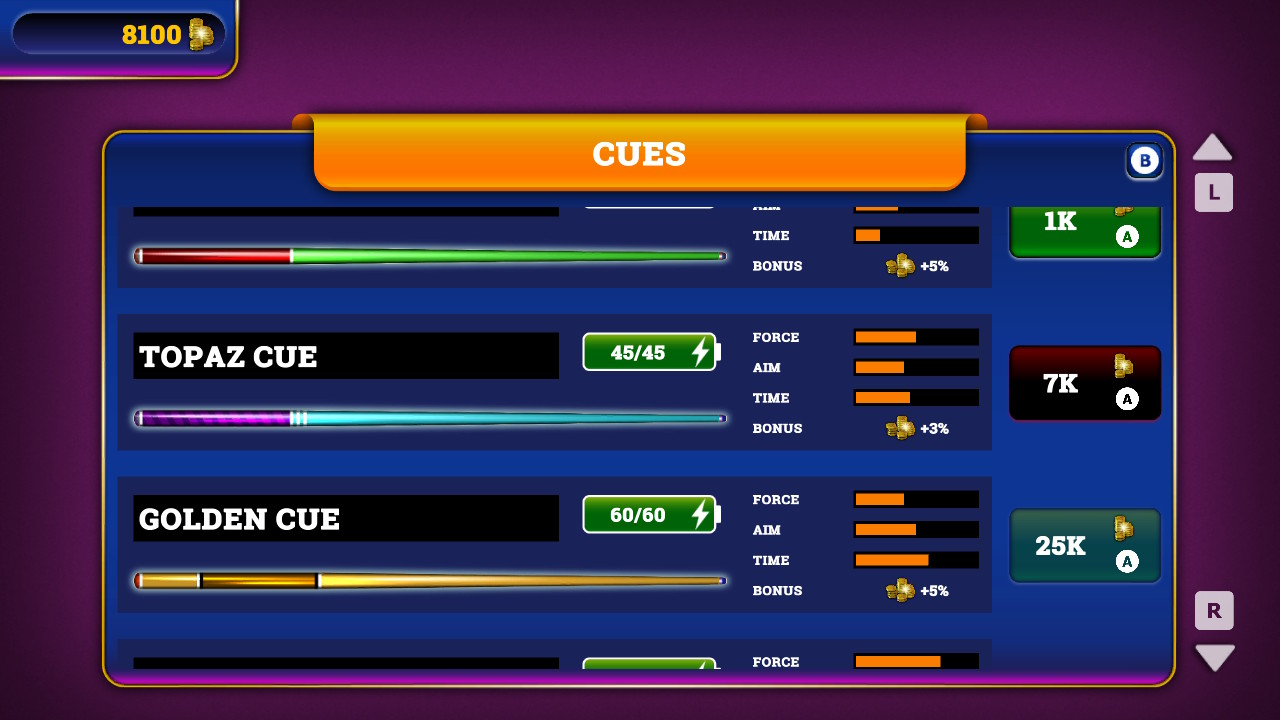 8100
CUES
B
L
AIM
TIME
BONUS +5%
1K
A
TOPAZ CUE
45/45
FORCE
AIM
TIME
BONUS +3%
7K
A
GOLDEN CUE
60/60
FORCE
AIM
TIME
BONUS +5%
25K
A
R
FORCE